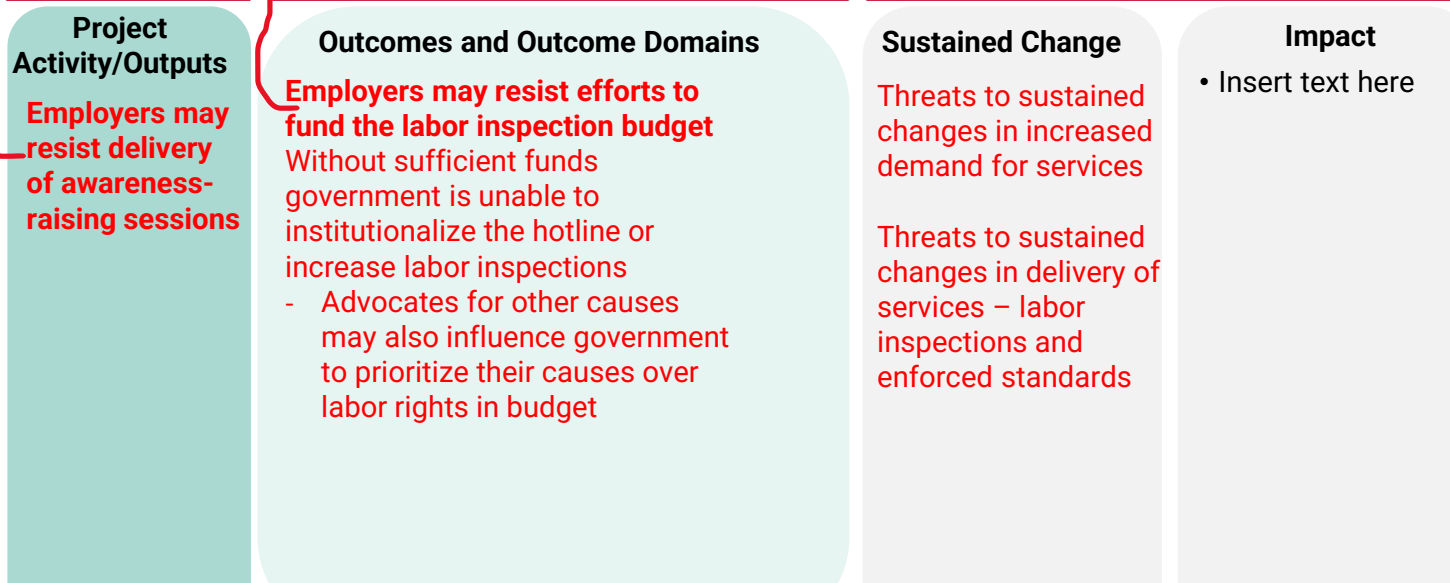 Project
Activity/Outputs
Employers may
resist delivery
of awareness-
raising sessions
Outcomes and Outcome Domains
Employers may resist efforts to
fund the labor inspection budget
Without sufficient funds
government is unable to
institutionalize the hotline or
increase labor inspections
- Advocates for other causes
may also influence government
to prioritize their causes over
labor rights in budget
Sustained Change
Threats to sustained
changes in increased
demand for services
Threats to sustained
changes in delivery of
services – labor
inspections and
enforced standards
Impact
• Insert text here